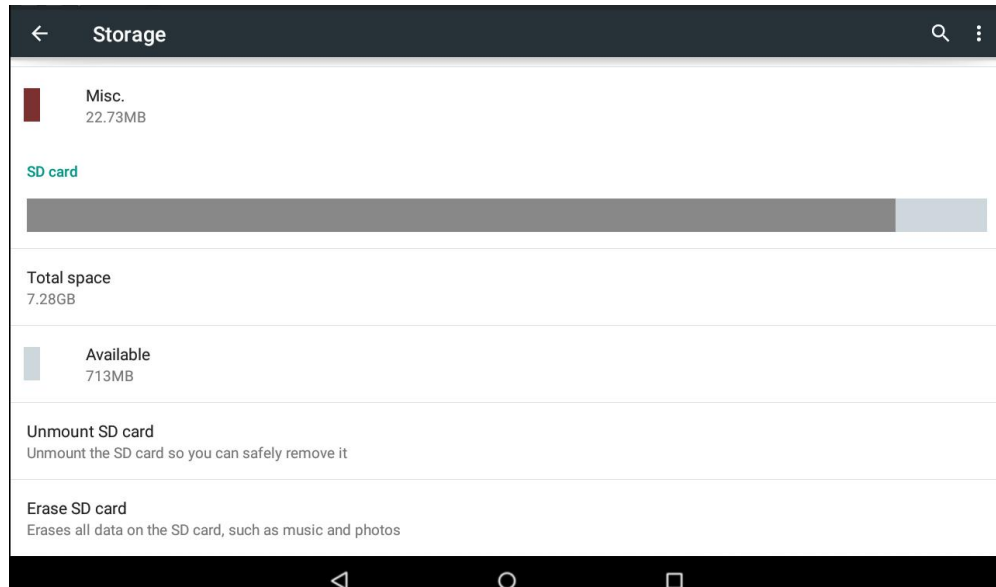 Storage
Misc.
22.73MB
SD card
Total space
7.28GB
Available
713MB
Unmount SD card
Unmount the SD card so you can safely remove it
Erase SD card
Erases all data on the SD card, such as music and photos